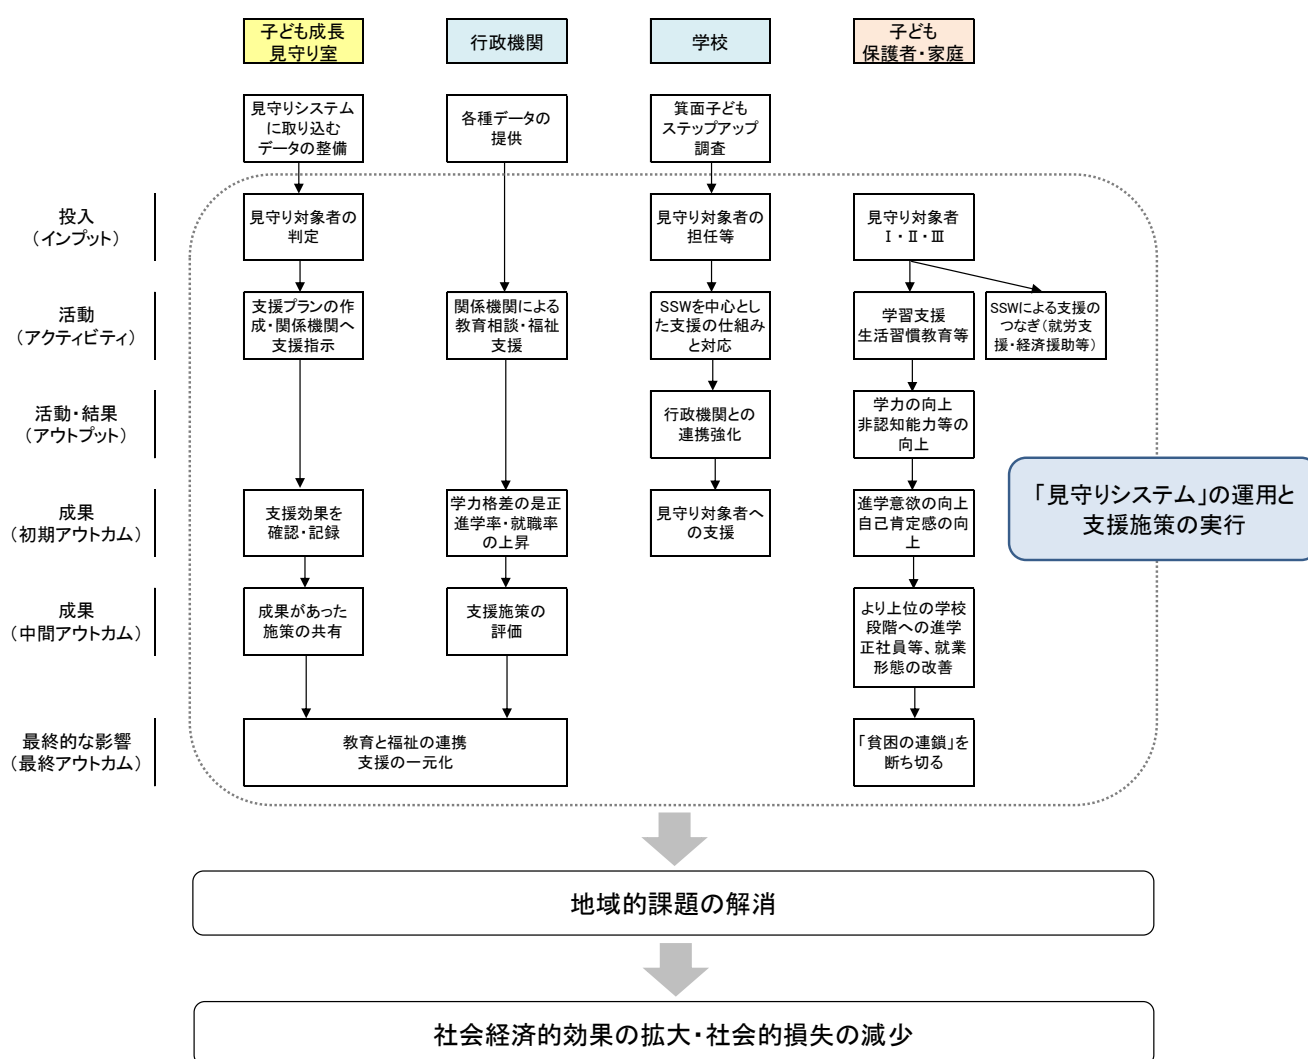 子ども成長
見守り室
行政機関
学校
子ども
保護者・家庭
見守りシステム
に取り込む
データの整備
各種データの
提供
箕面子ども
ステップアップ
調査
投入
（インプット）
見守り対象者の
判定
見守り対象者の
担任等
見守り対象者
Ⅰ・Ⅱ・Ⅲ
活動
（アクティビティ）
支援プランの作
成・関係機関へ
支援指示
関係機関による
教育相談・福祉
支援
SSWを中心とし
た支援の仕組み
と対応
学習支援
生活習慣教育等
SSWによる支援の
つなぎ（就労支
援・経済援助等）
活動・結果
（アウトプット）
行政機関との
連携強化
学力の向上
非認知能力等の
向上
成果
（初期アウトカム）
支援効果を
確認・記録
学力格差の是正
進学率・就職率
の上昇
見守り対象者へ
の支援
進学意欲の向上
自己肯定感の向
上
「見守りシステム」の運用と
支援施策の実行
成果
（中間アウトカム）
成果があった
施策の共有
支援施策の
評価
より上位の学校
段階への進学
正社員等、就業
形態の改善
最終的な影響
（最終アウトカム）
教育と福祉の連携
支援の一元化
「貧困の連鎖」を
断ち切る
地域的課題の解消
社会経済的効果の拡大・社会的損失の減少